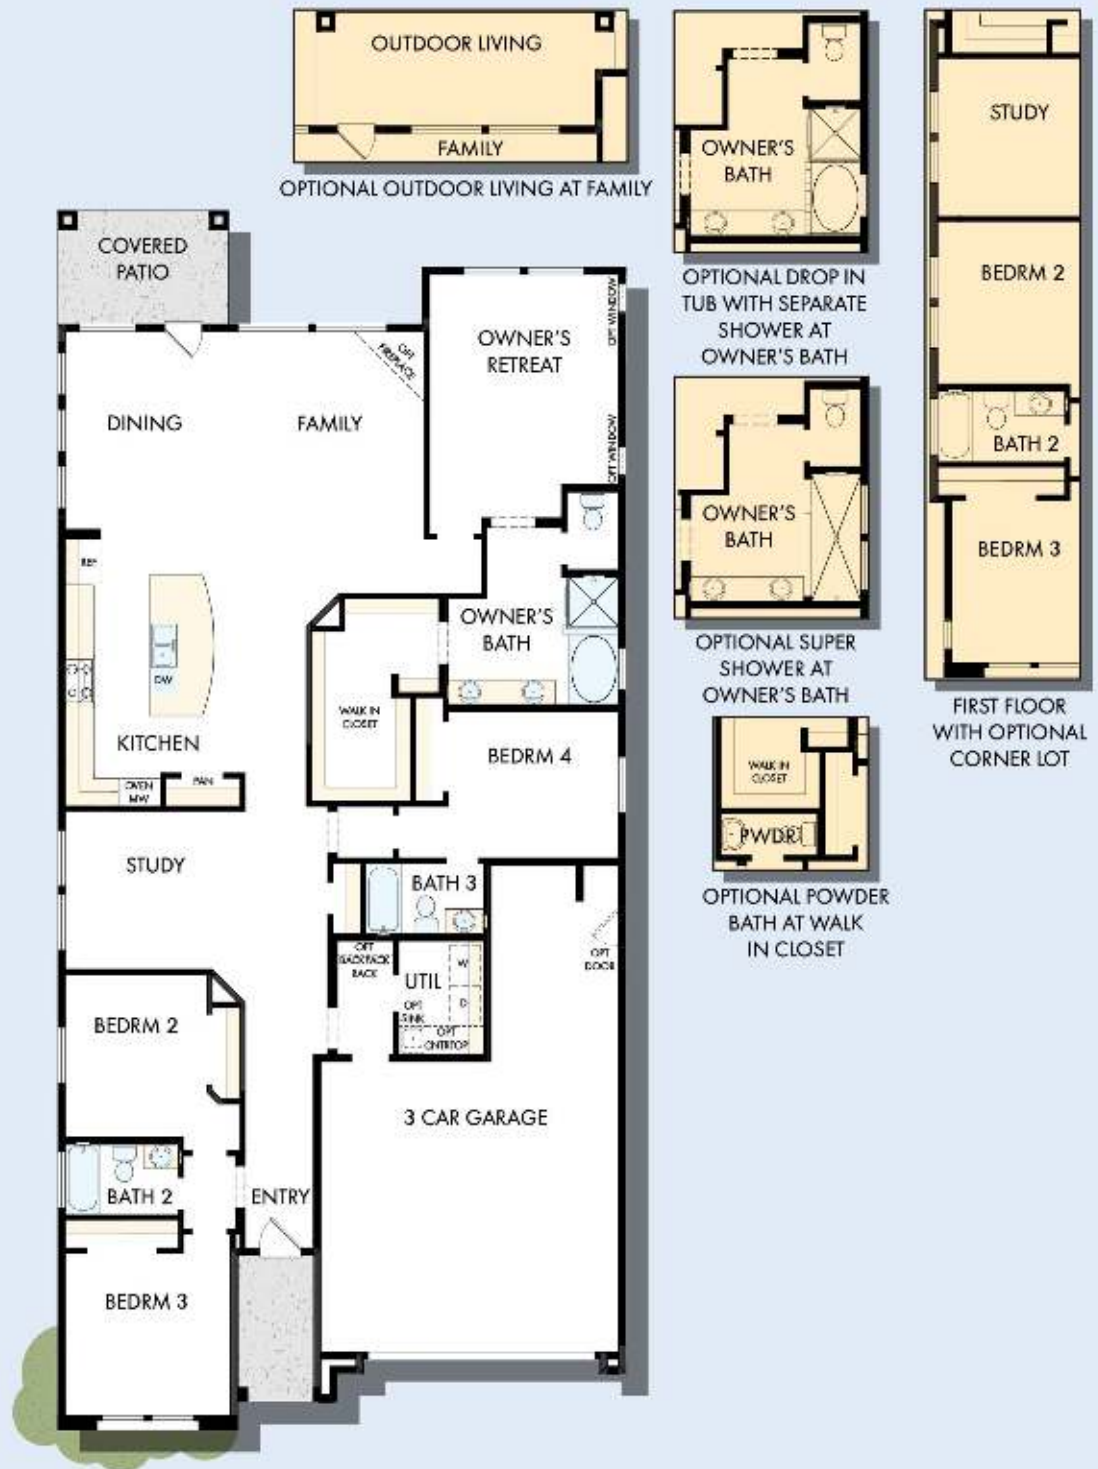 OUTDOOR LIVING
FAMILY
OPTIONAL OUTDOOR LIVING AT FAMILY
OWNER'S
BATH
OPTIONAL DROP IN
TUB WITH SEPARATE
SHOWER AT
OWNER'S BATH
OWNER'S
BATH
OPTIONAL SUPER
SHOWER AT
OWNER'S BATH
WALK IN
CLOSET
PWDR
OPTIONAL POWDER
BATH AT WALK
IN CLOSET
STUDY
BEDRM 2
BATH 2
BEDRM 3
FIRST FLOOR
WITH OPTIONAL
CORNER LOT
COVERED
PATIO
OPT
FIREPLACE
OWNER'S
RETREAT
OPT WINDOW
OPT WINDOW
DINING
FAMILY
REF
DW
KITCHEN
OVEN
MW
PAN
OWNER'S
BATH
WALK IN
CLOSET
BEDRM 4
STUDY
BATH 3
OPT
BACKPACK
RACK
UTIL
W
D
OPT
SINK
OPT
CNTRTOP
OPT
DOOR
BEDRM 2
3 CAR GARAGE
BATH 2
ENTRY
BEDRM 3